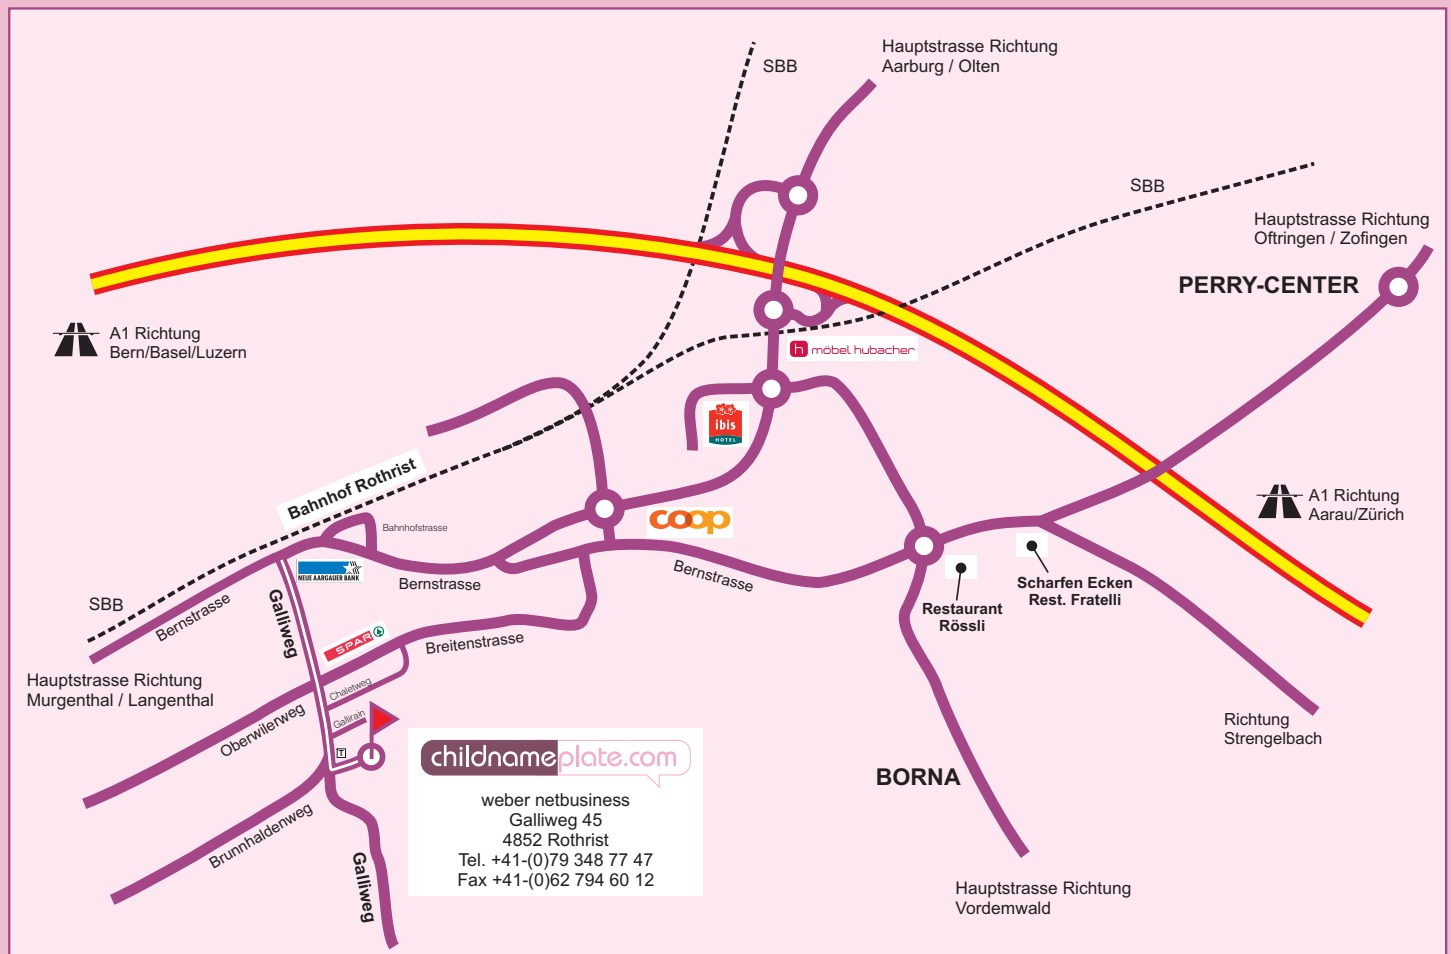 Hauptstrasse Richtung
Aarburg / Olten
SBB
SBB
Hauptstrasse Richtung
Oftringen / Zofingen
PERRY-CENTER
A1 Richtung
Bern/Basel/Luzern
h möbel hubacher
ibis
HOTEL
Bahnhof Rothrist
Bahnhofstrasse
coop
A1 Richtung
Aarau/Zürich
NEUE AARGAUER BANK
Bernstrasse
Bernstrasse
Scharfen Ecken
Rest. Fratelli
Restaurant
Rössli
SBB
Bernstrasse
Galliweg
SPAR
Breitenstrasse
Hauptstrasse Richtung
Murgenthal / Langenthal
Chaletweg
Gallirain
Oberwilerweg
T
Richtung
Strengelbach
childnameplate.com
weber netbusiness
Galliweg 45
4852 Rothrist
Tel. +41-(0)79 348 77 47
Fax +41-(0)62 794 60 12
BORNA
Brunnhaldenweg
Galliweg
Hauptstrasse Richtung
Vordemwald